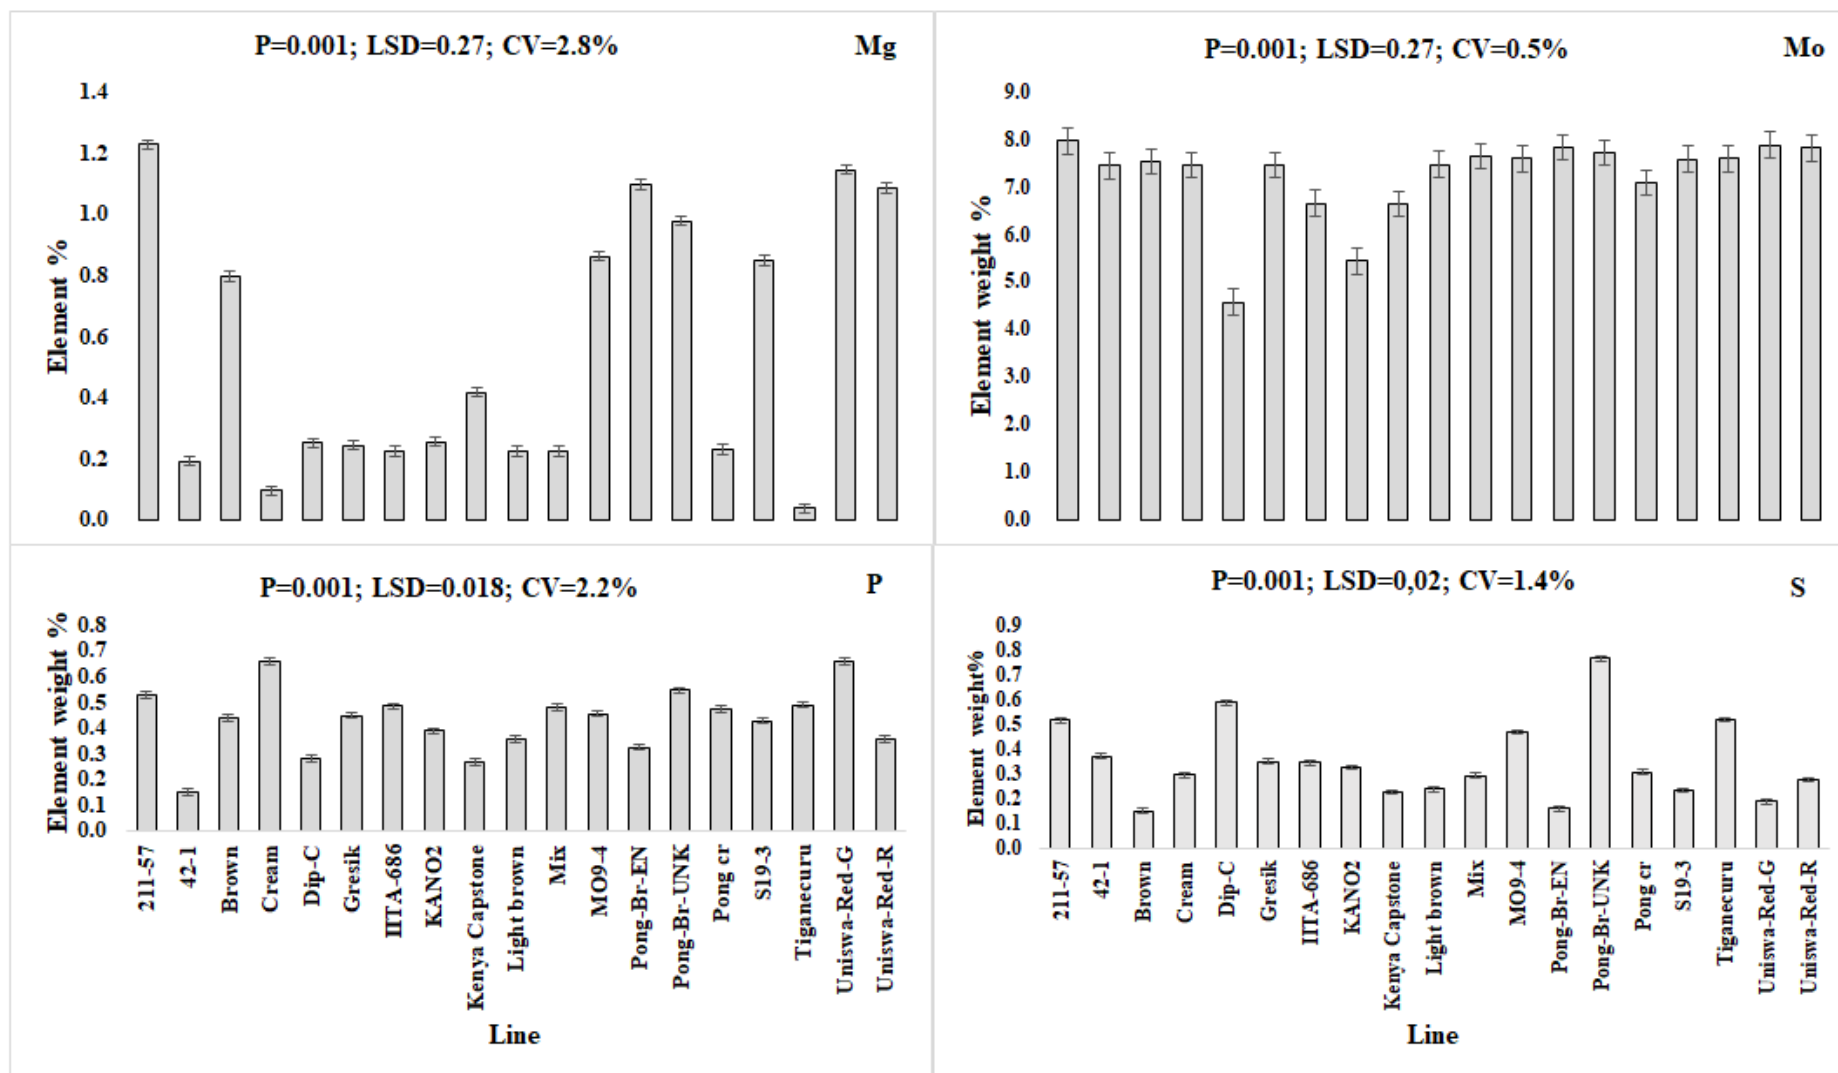 P=0.001; LSD=0.27; CV=2.8%
Mg
Element %
1.4
1.2
1.0
0.8
0.6
0.4
0.2
0.0
P=0.001; LSD=0.27; CV=0.5%
Mo
Element weight %
9.0
8.0
7.0
6.0
5.0
4.0
3.0
2.0
1.0
0.0
P=0.001; LSD=0.018; CV=2.2%
P
Element weight %
0.8
0.7
0.6
0.5
0.4
0.3
0.2
0.1
0.0
211-57
42-1
Brown
Cream
Dip-C
Gresik
IITA-686
KANO2
Kenya Capstone
Light brown
Mix
MO9-4
Pong-Br-EN
Pong-Br-UNK
Pong cr
S19-3
Tiganecuru
Uniswa-Red-G
Uniswa-Red-R
Line
P=0.001; LSD=0,02; CV=1.4%
S
Element weight%
0.9
0.8
0.7
0.6
0.5
0.4
0.3
0.2
0.1
0.0
211-57
42-1
Brown
Cream
Dip-C
Gresik
IITA-686
KANO2
Kenya Capstone
Light brown
Mix
MO9-4
Pong-Br-EN
Pong-Br-UNK
Pong cr
S19-3
Tiganecuru
Uniswa-Red-G
Uniswa-Red-R
Line